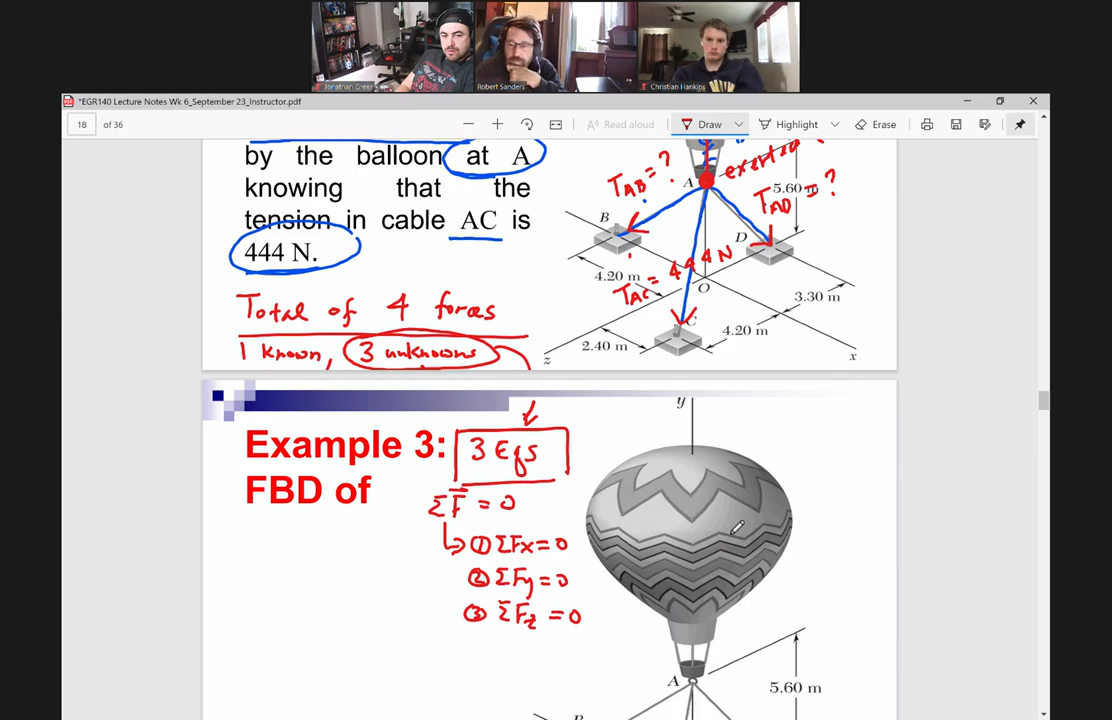 Jonathan Greer
Robert Sanders
Christian Hankins
*EGR140 Lecture Notes Wk 6_September 23_Instructor.pdf
18 of 36
Read aloud
Draw
Highlight
Erase
by the balloon at A
knowing that the
tension in cable AC is
444 N.
Total of 4 forces
1 known, 3 unknowns
TAB = ?
A
exerted
5.60 m
TAD = ?
B
D
4.20 m
TAC = 444 N
O
3.30 m
C
4.20 m
2.40 m
z
x
Example 3:
FBD of
3 Eqs
ΣF̅ = 0
① ΣFx = 0
② ΣFy = 0
③ ΣFz = 0
y
A
5.60 m
B